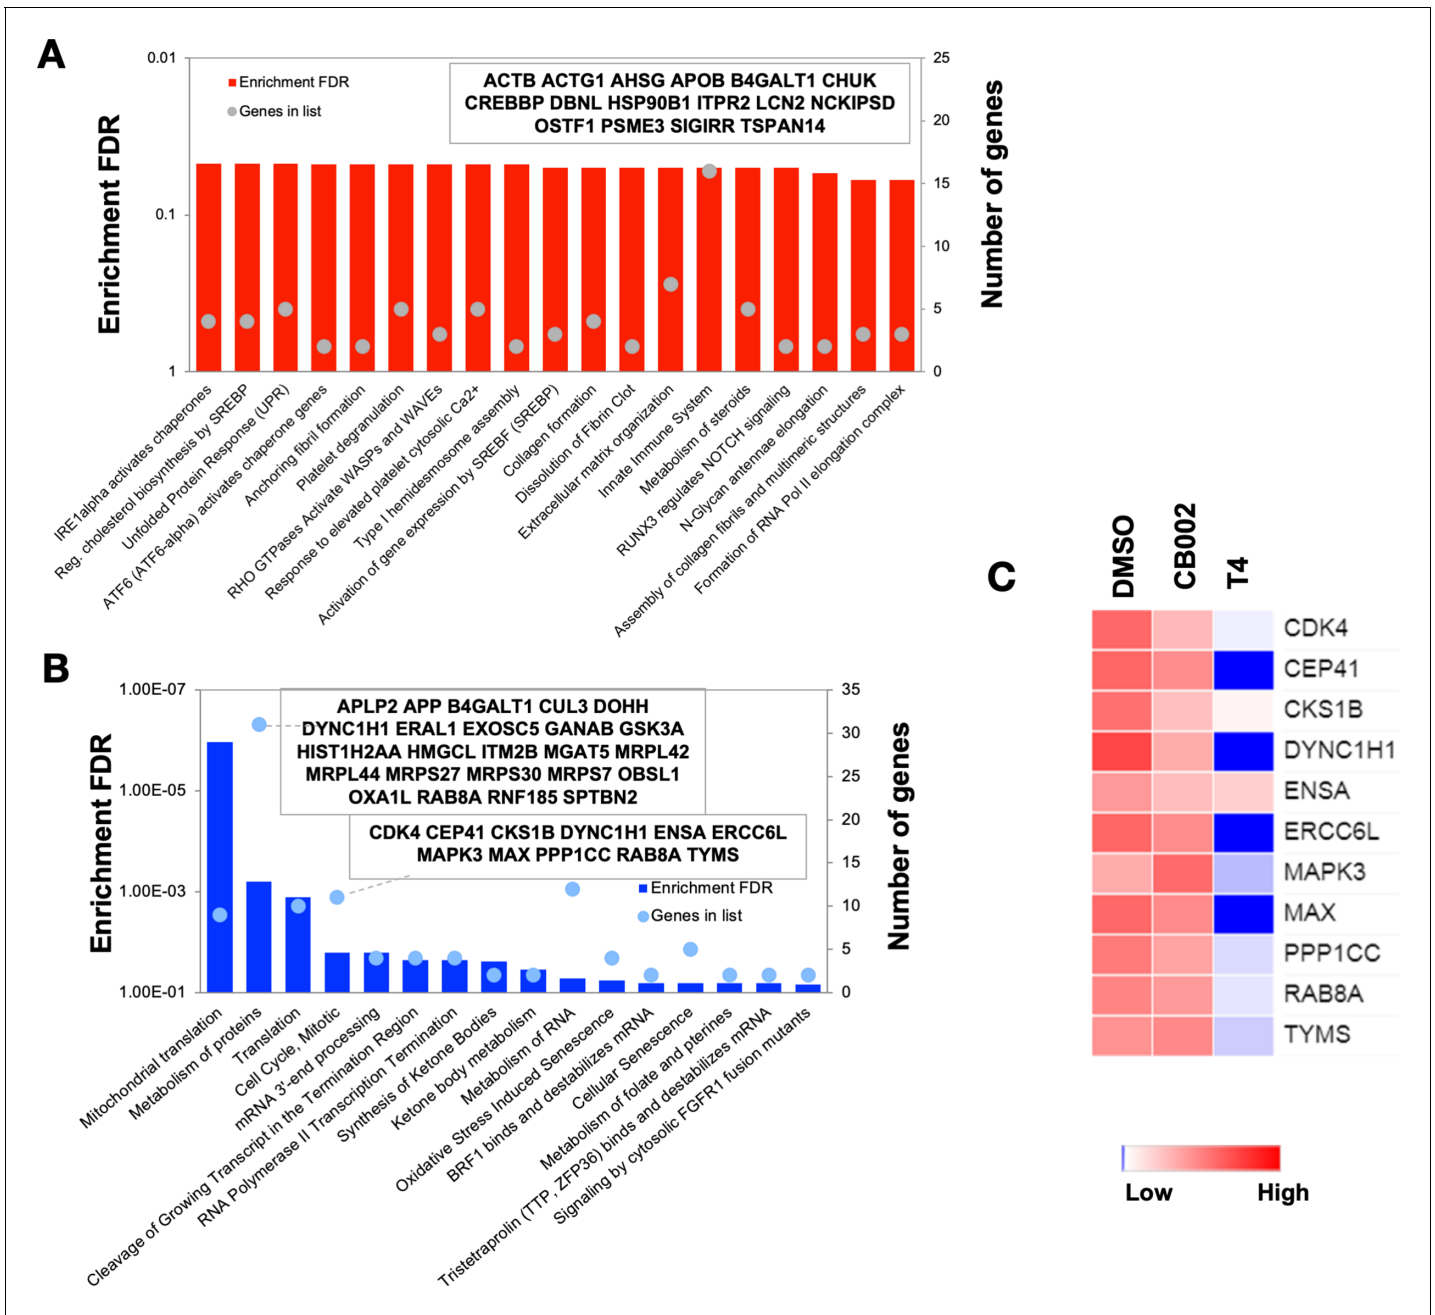 A
Enrichment FDR
0.01
0.1
1
Enrichment FDR
Genes in list
ACTB ACTG1 AHSG APOB B4GALT1 CHUK
CREBBP DBNL HSP90B1 ITPR2 LCN2 NCKIPSD
OSTF1 PSME3 SIGIRR TSPAN14
25
20
15
10
5
0
Number of genes
IRE1alpha activates chaperones
Reg. cholesterol biosynthesis by SREBP
Unfolded Protein Response (UPR)
ATF6 (ATF6-alpha) activates chaperone genes
Anchoring fibril formation
Platelet degranulation
RHO GTPases Activate WASPs and WAVEs
Response to elevated platelet cytosolic Ca2+
Type I hemidesmosome assembly
Activation of gene expression by SREBF (SREBP)
Collagen formation
Dissolution of Fibrin Clot
Extracellular matrix organization
Innate Immune System
Metabolism of steroids
RUNX3 regulates NOTCH signaling
N-Glycan antennae elongation
Assembly of collagen fibrils and multimeric structures
Formation of RNA Pol II elongation complex
B
Enrichment FDR
1.00E-07
1.00E-05
1.00E-03
1.00E-01
APLP2 APP B4GALT1 CUL3 DOHH
DYNC1H1 ERAL1 EXOSC5 GANAB GSK3A
HIST1H2AA HMGCL ITM2B MGAT5 MRPL42
MRPL44 MRPS27 MRPS30 MRPS7 OBSL1
OXA1L RAB8A RNF185 SPTBN2
CDK4 CEP41 CKS1B DYNC1H1 ENSA ERCC6L
MAPK3 MAX PPP1CC RAB8A TYMS
Enrichment FDR
Genes in list
35
30
25
20
15
10
5
0
Number of genes
Mitochondrial translation
Metabolism of proteins
Translation
Cell Cycle, Mitotic
mRNA 3'-end processing
Cleavage of Growing Transcript in the Termination Region
RNA Polymerase II Transcription Termination
Synthesis of Ketone Bodies
Ketone body metabolism
Metabolism of RNA
Oxidative Stress Induced Senescence
BRF1 binds and destabilizes mRNA
Cellular Senescence
Metabolism of folate and pterines
Tristetraprolin (TTP, ZFP36) binds and destabilizes mRNA
Signaling by cytosolic FGFR1 fusion mutants
C
DMSO
CB002
T4
CDK4
CEP41
CKS1B
DYNC1H1
ENSA
ERCC6L
MAPK3
MAX
PPP1CC
RAB8A
TYMS
Low
High